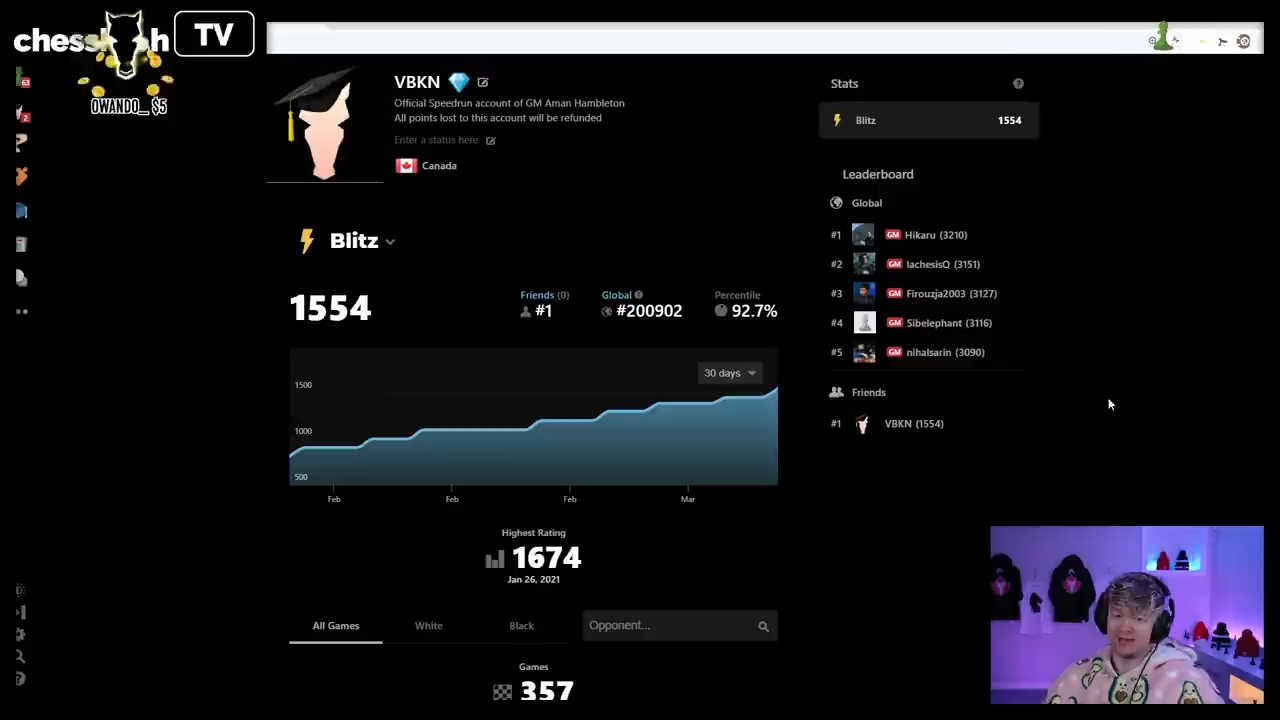 chess h TV
OWANDO__ $5
63
2
VBKN
Official Speedrun account of GM Aman Hambleton
All points lost to this account will be refunded
Enter a status here
Canada
Blitz
1554
Friends (0)
#1
Global
#200902
Percentile
92.7%
30 days
1500
1000
500
Feb
Feb
Feb
Mar
Highest Rating
1674
Jan 26, 2021
All Games
White
Black
Opponent...
Games
357
Stats
Blitz 1554
Leaderboard
Global
#1 GM Hikaru (3210)
#2 GM lachesisQ (3151)
#3 GM Firouzja2003 (3127)
#4 GM Sibelephant (3116)
#5 GM nihalsarin (3090)
Friends
#1 VBKN (1554)